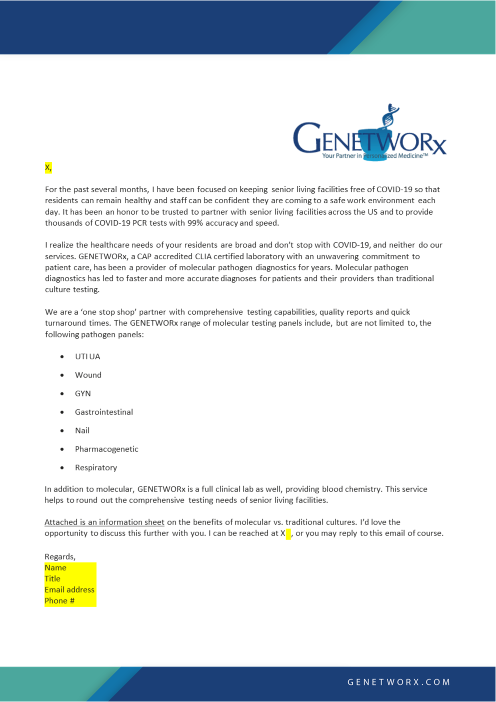 GENETWORx
Your Partner in Personalized Medicine™
X,
For the past several months, I have been focused on keeping senior living facilities free of COVID-19 so that
residents can remain healthy and staff can be confident they are coming to a safe work environment each
day. It has been an honor to be trusted to partner with senior living facilities across the US and to provide
thousands of COVID-19 PCR tests with 99% accuracy and speed.
I realize the healthcare needs of your residents are broad and don't stop with COVID-19, and neither do our
services. GENETWORx, a CAP accredited CLIA certified laboratory with an unwavering commitment to
patient care, has been a provider of molecular pathogen diagnostics for years. Molecular pathogen
diagnostics has led to faster and more accurate diagnoses for patients and their providers than traditional
culture testing.
We are a 'one stop shop' partner with comprehensive testing capabilities, quality reports and quick
turnaround times. The GENETWORx range of molecular testing panels include, but are not limited to, the
following pathogen panels:
• UTI UA
• Wound
• GYN
• Gastrointestinal
• Nail
• Pharmacogenetic
• Respiratory
In addition to molecular, GENETWORx is a full clinical lab as well, providing blood chemistry. This service
helps to round out the comprehensive testing needs of senior living facilities.
Attached is an information sheet on the benefits of molecular vs. traditional cultures. I'd love the
opportunity to discuss this further with you. I can be reached at X , or you may reply to this email of course.
Regards,
Name
Title
Email address
Phone #
GENETWORX.COM